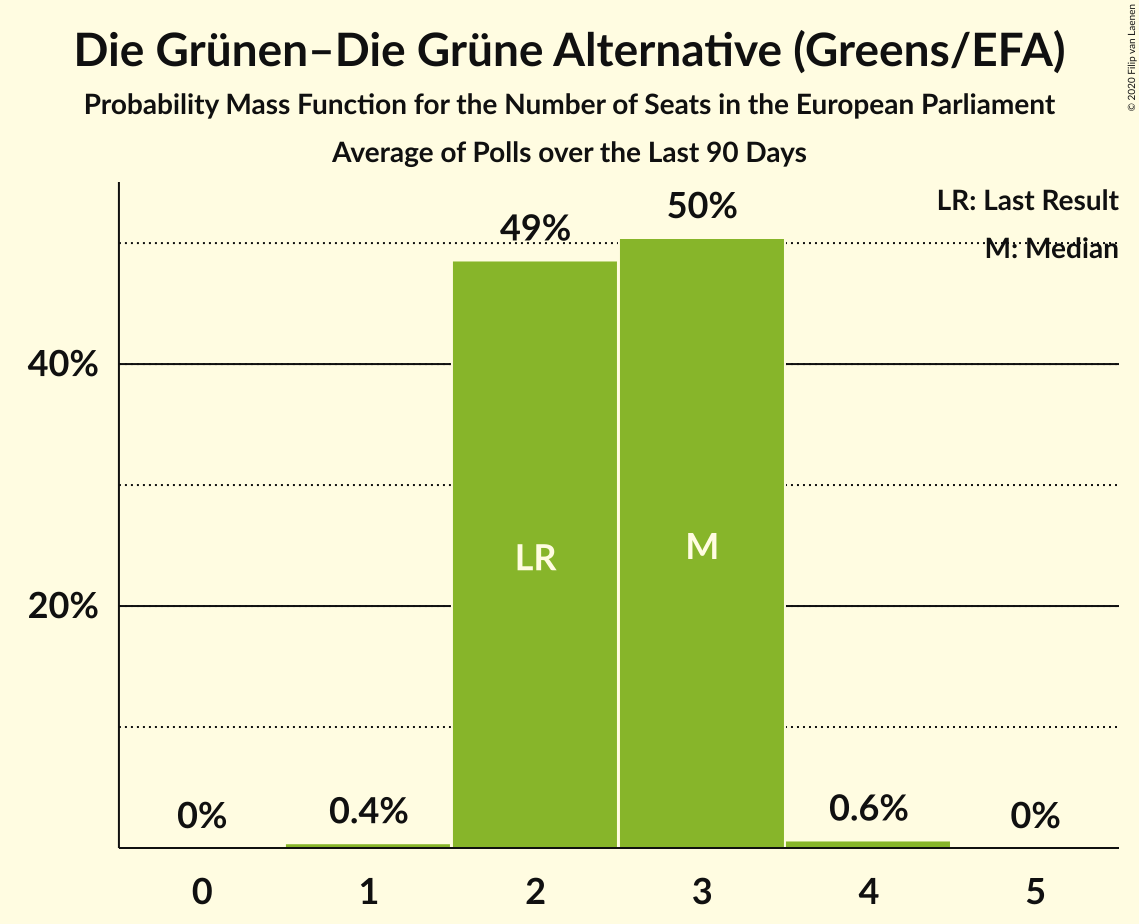 Die Grünen–Die Grüne Alternative (Greens/EFA)
Probability Mass Function for the Number of Seats in the European Parliament
Average of Polls over the Last 90 Days
© 2020 Filip van Laenen
LR: Last Result
M: Median
49%
50%
40%
20%
LR
M
0%
0.4%
0.6%
0%
0
1
2
3
4
5